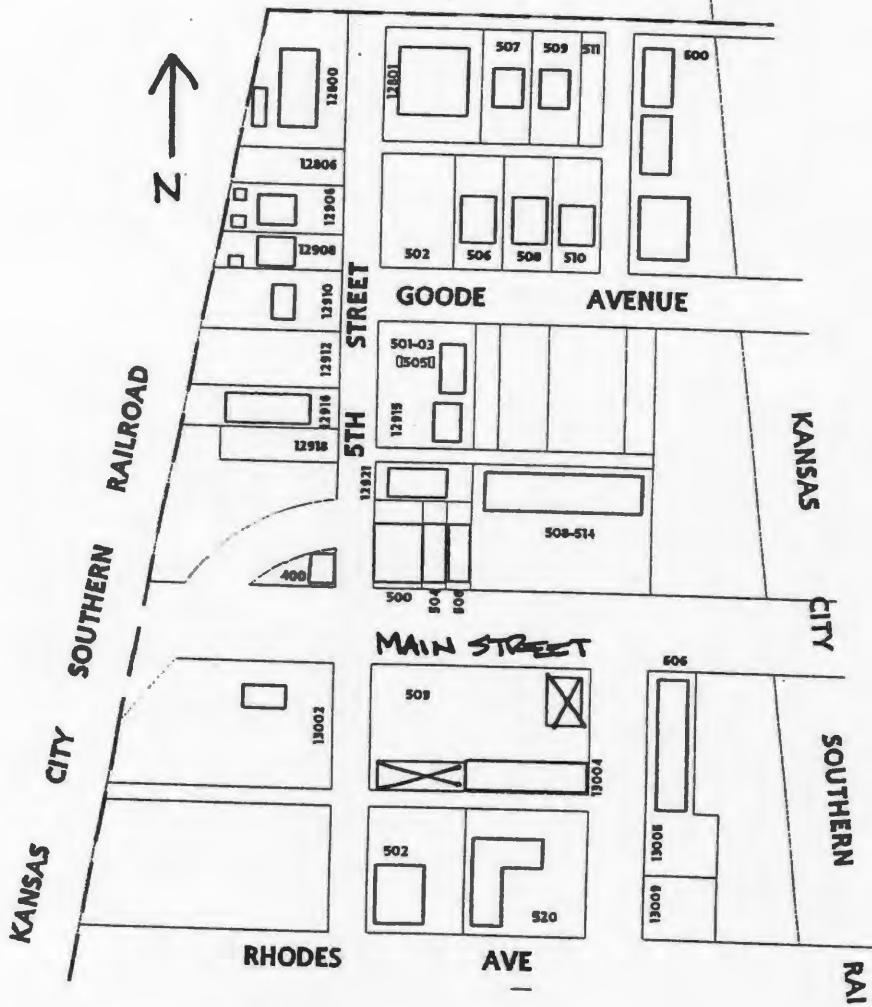 507
509
511
600
12800
12801
12806
N
12906
12908
502
506
508
510
12910
STREET
GOODE
AVENUE
12912
501-03
12916
12915
5TH
12918
12921
RAILROAD
SOUTHERN
CITY
KANSAS
508-514
400
500
504
506
KANSAS
CITY
SOUTHERN
RAI
MAIN STREET
509
606
13002
13004
502
520
13008
13009
RHODES
AVE